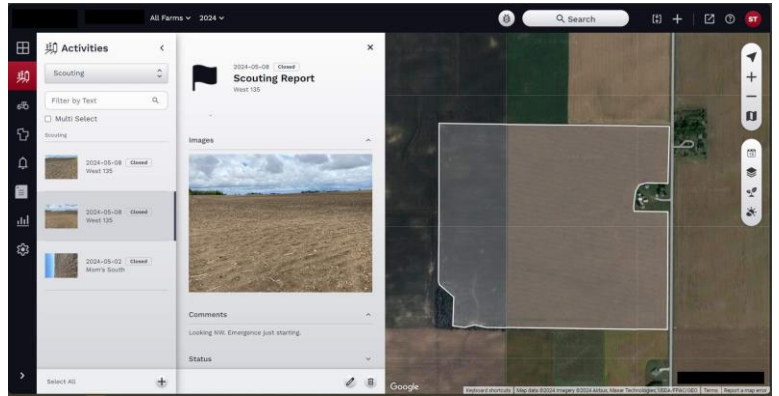 All Farms 2024
Search
ST
Activities
Scouting
Filter by Text
Multi Select
Scouting
2024-05-08 Closed
West 135
2024-05-08 Closed
West 135
2024-05-02 Closed
Mom's South
Select All
2024-05-08 Closed
Scouting Report
West 135
Images
Comments
Looking NW. Emergence just starting.
Status
Google
Keyboard shortcuts Map data ©2024 Imagery ©2024 Airbus, Maxar Technologies, USDA/FPAC/GEO Terms Report a map error